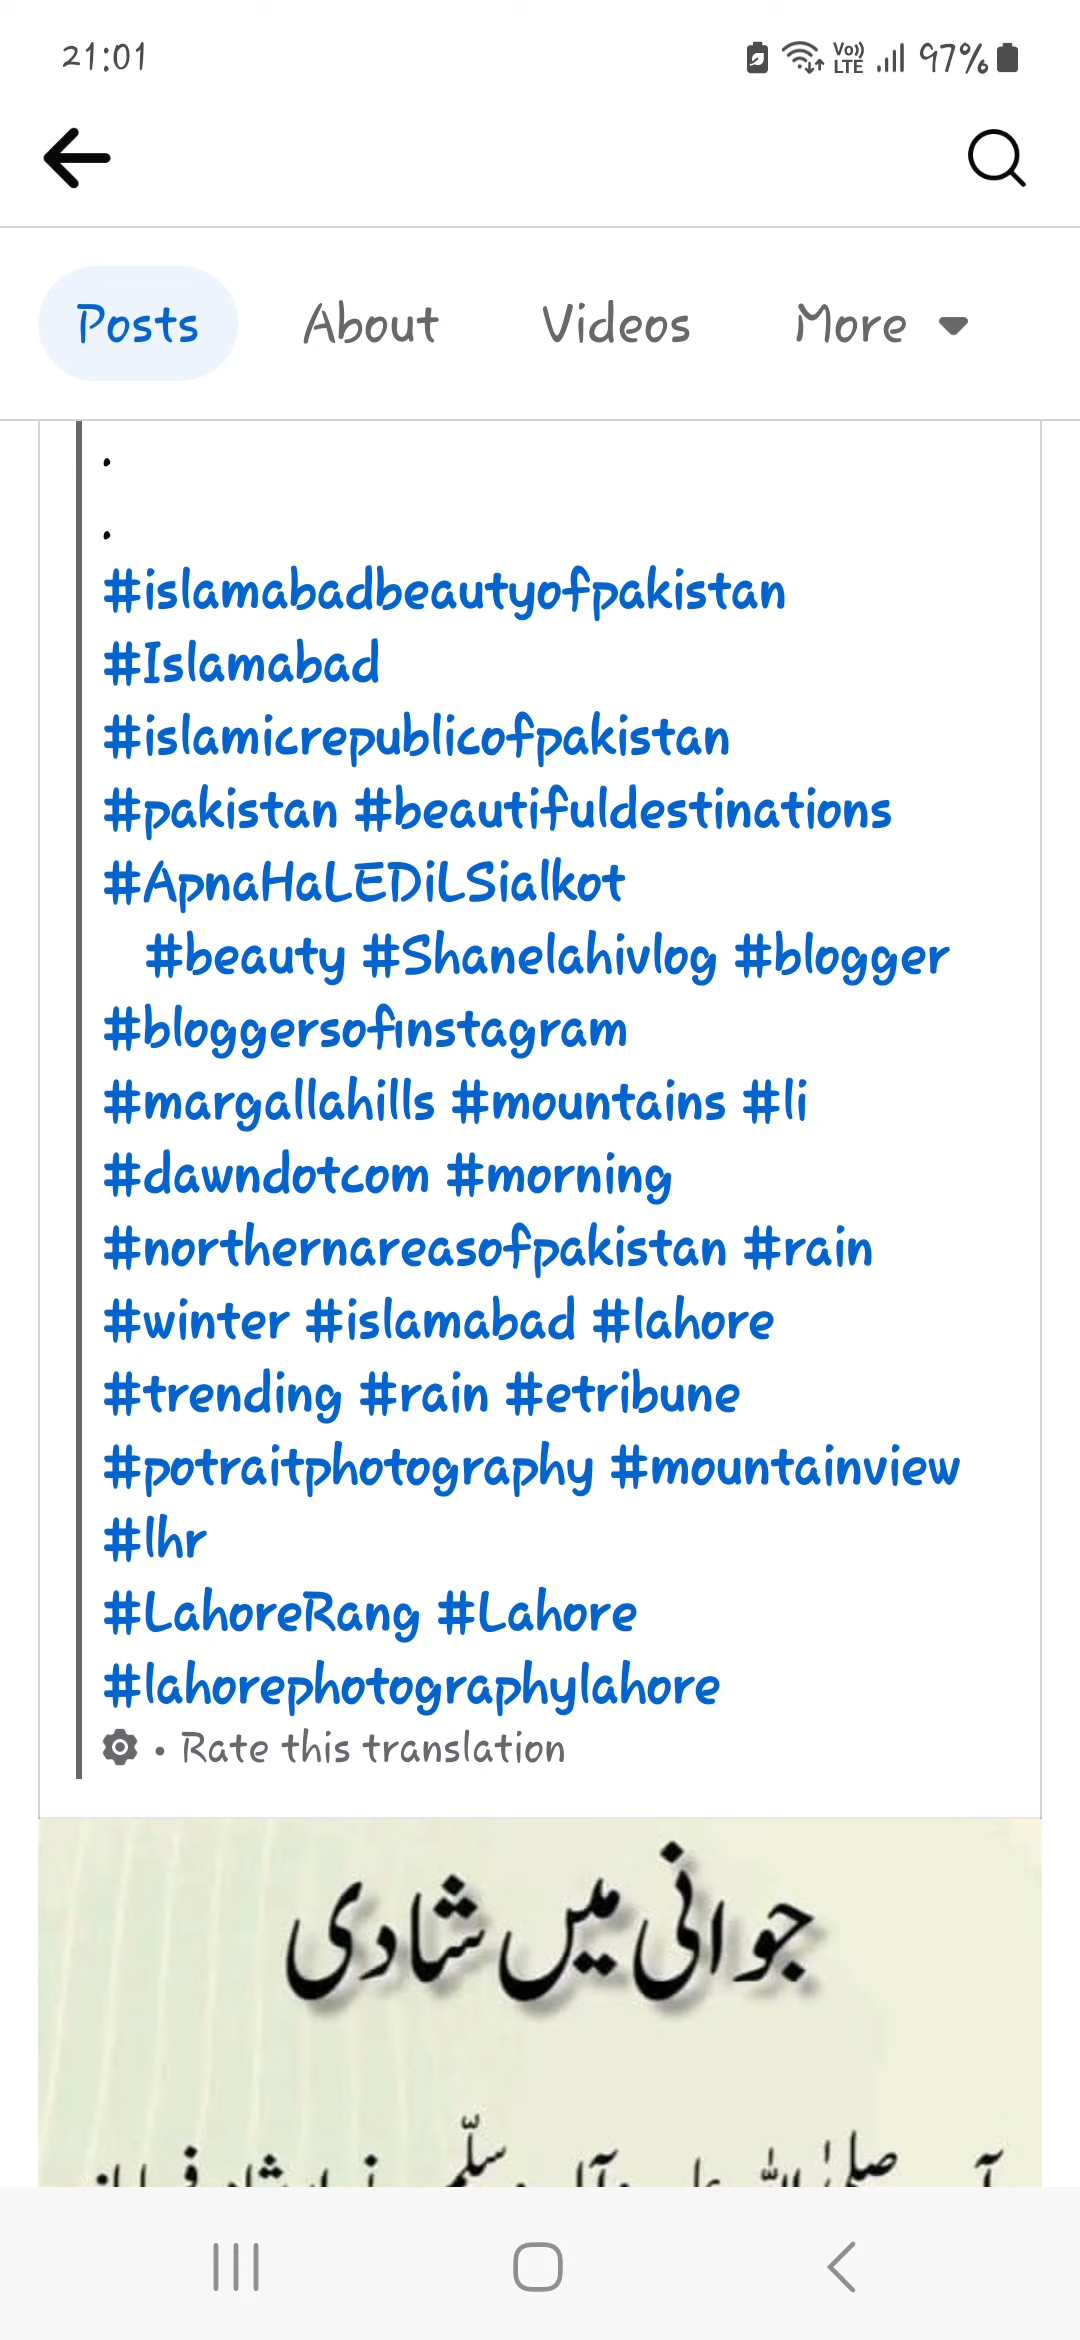 21:01 Vo)) LTE 97%
Posts About Videos More
.
.
#islamabadbeautyofpakistan
#Islamabad
#islamicrepublicofpakistan
#pakistan #beautifuldestinations
#ApnaHaLEDiLSialkot
#beauty #Shanelahivlog #blogger
#bloggersofinstagram
#margallahills #mountains #li
#dawndotcom #morning
#northernareasofpakistan #rain
#winter #islamabad #lahore
#trending #rain #etribune
#potraitphotography #mountainview
#lhr
#LahoreRang #Lahore
#lahorephotographylahore
• Rate this translation
جوانی میں شادی